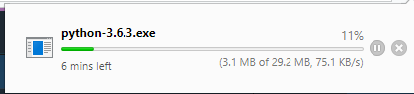 python-3.6.3.exe 11%
6 mins left (3.1 MB of 29.2 MB, 75.1 KB/s)